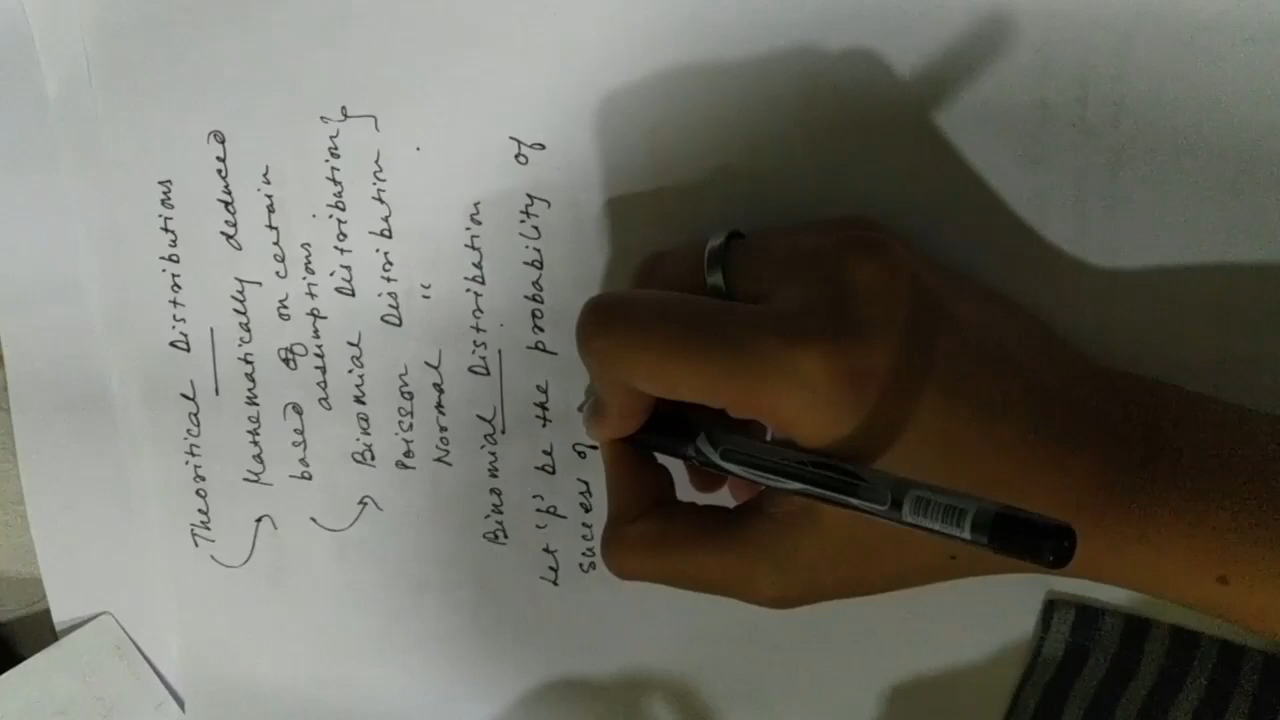 Theoritical Distributions
Mathematically deduced
based on certain
assumptions
Binomial Distribution }
Poisson Distribution
Normal "
Binomial Distribution
Let 'p' be the probability of
success of